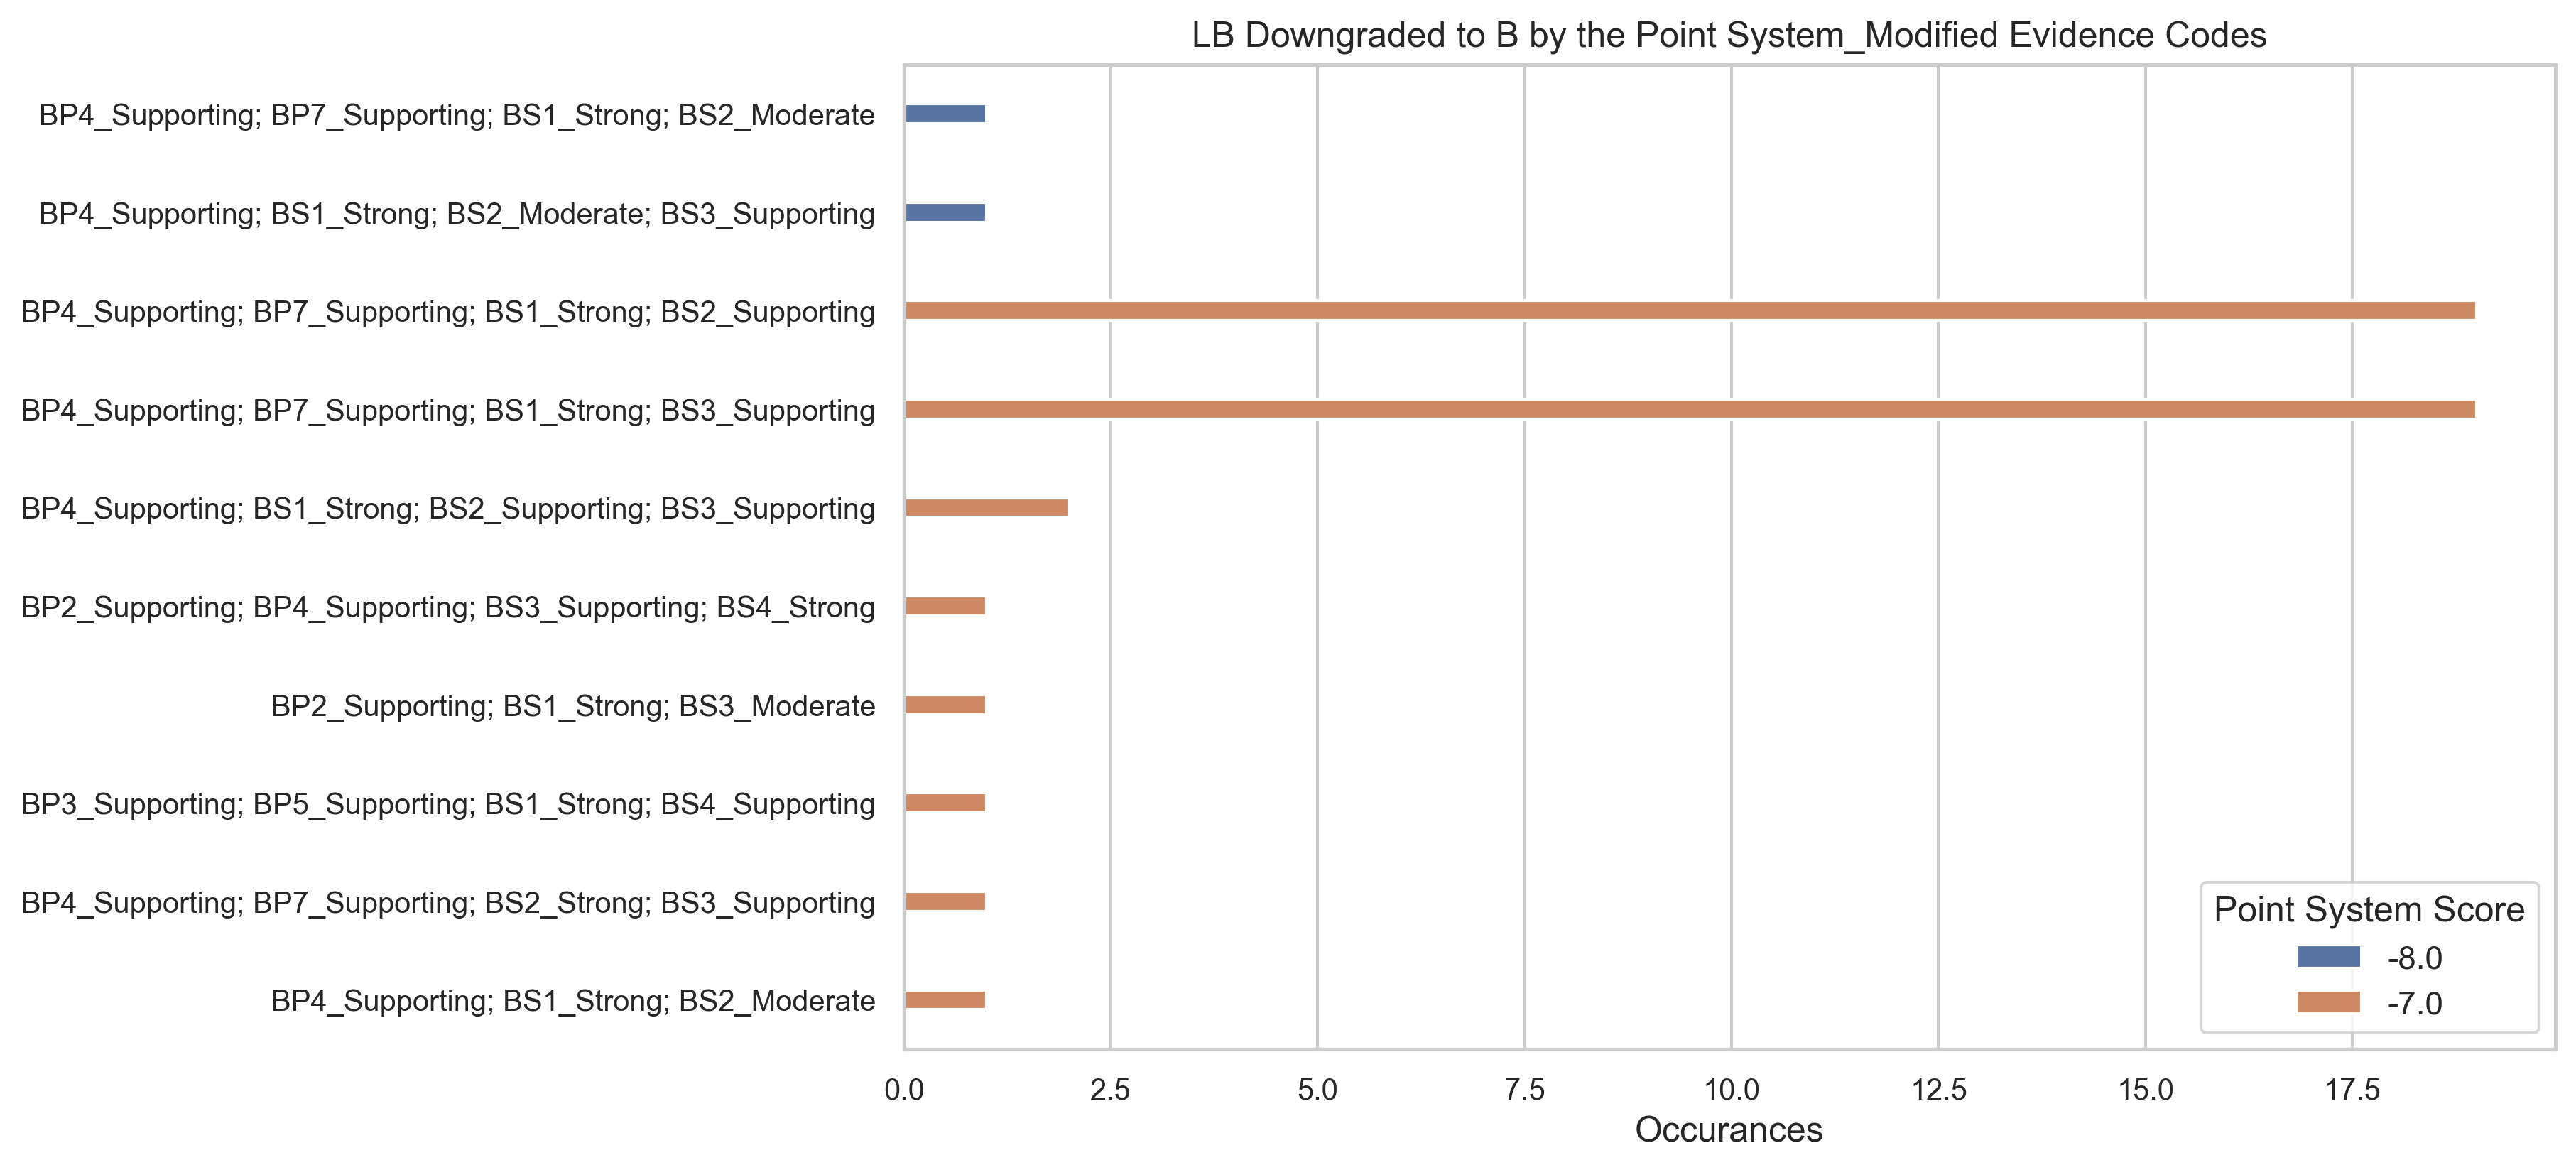 LB Downgraded to B by the Point System_Modified Evidence Codes
BP4_Supporting; BP7_Supporting; BS1_Strong; BS2_Moderate
BP4_Supporting; BS1_Strong; BS2_Moderate; BS3_Supporting
BP4_Supporting; BP7_Supporting; BS1_Strong; BS2_Supporting
BP4_Supporting; BP7_Supporting; BS1_Strong; BS3_Supporting
BP4_Supporting; BS1_Strong; BS2_Supporting; BS3_Supporting
BP2_Supporting; BP4_Supporting; BS3_Supporting; BS4_Strong
BP2_Supporting; BS1_Strong; BS3_Moderate
BP3_Supporting; BP5_Supporting; BS1_Strong; BS4_Supporting
BP4_Supporting; BP7_Supporting; BS2_Strong; BS3_Supporting
BP4_Supporting; BS1_Strong; BS2_Moderate
Point System Score
-8.0
-7.0
0.0 2.5 5.0 7.5 10.0 12.5 15.0 17.5
Occurances